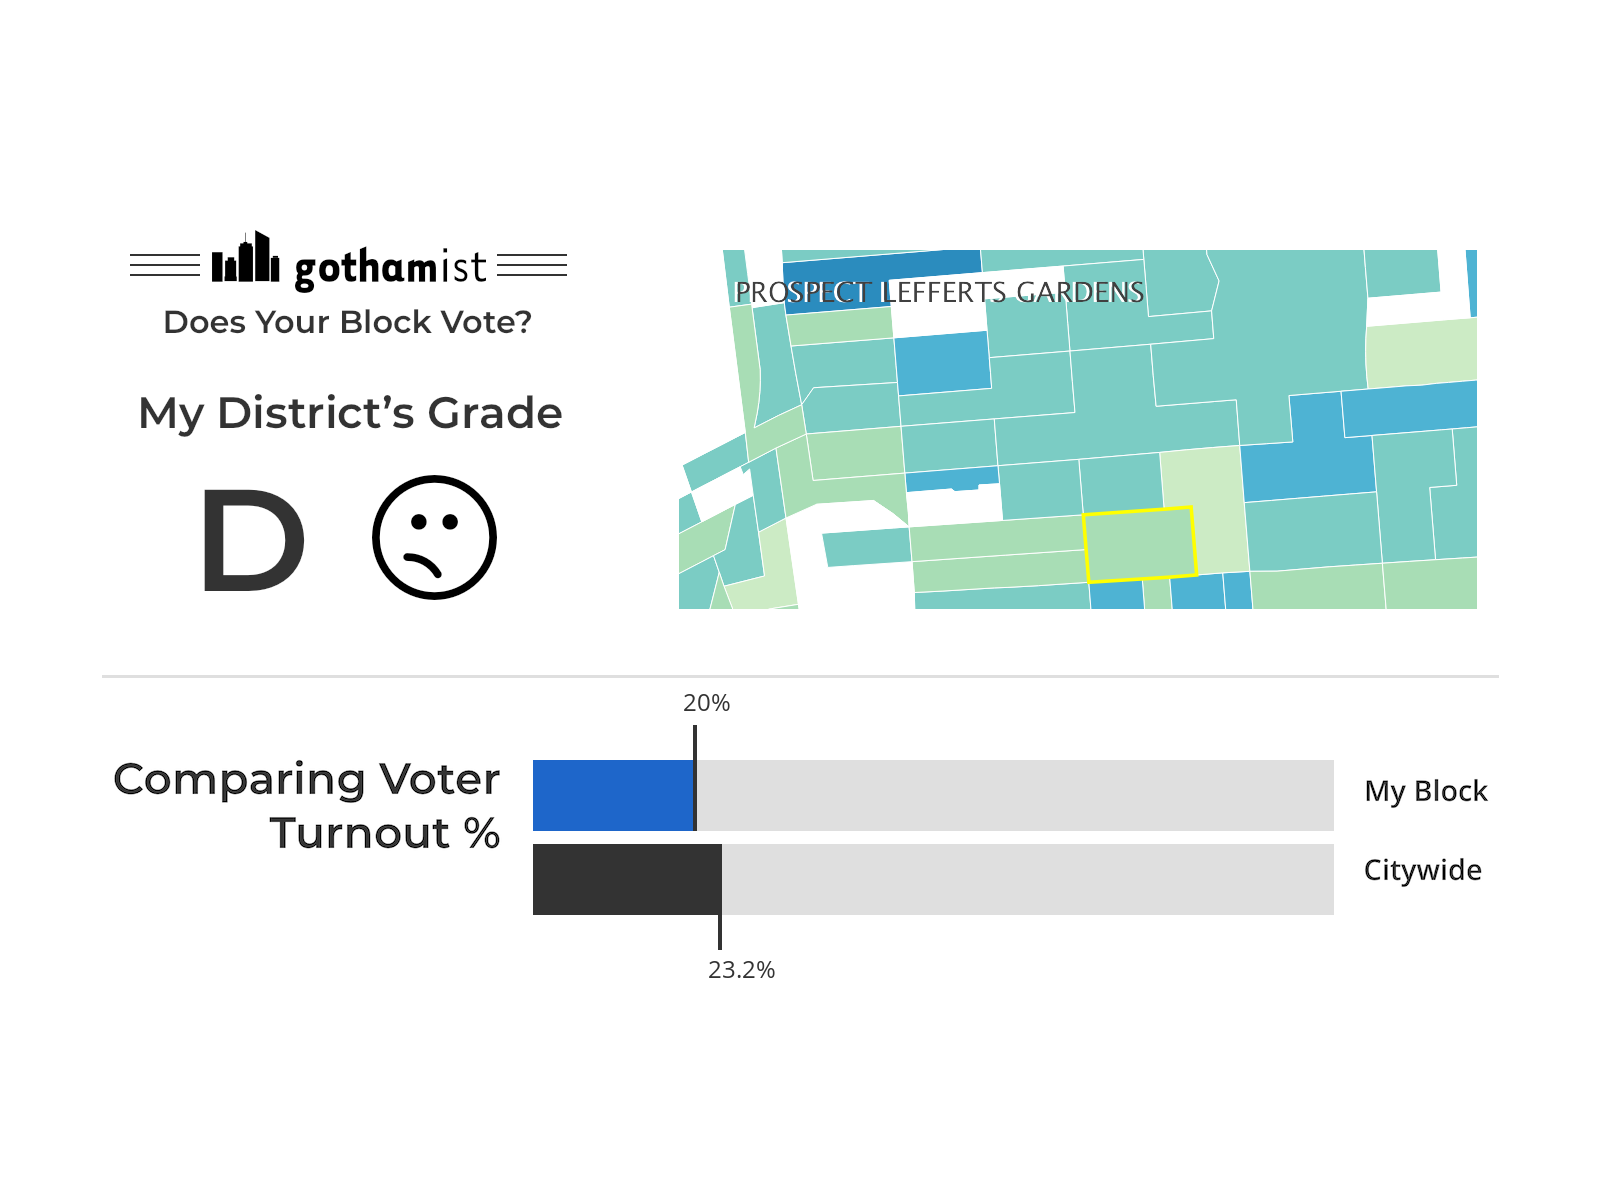 gothamist
Does Your Block Vote?
My District’s Grade
D
PROSPECT LEFFERTS GARDENS
20%
Comparing Voter
Turnout %
My Block
Citywide
23.2%